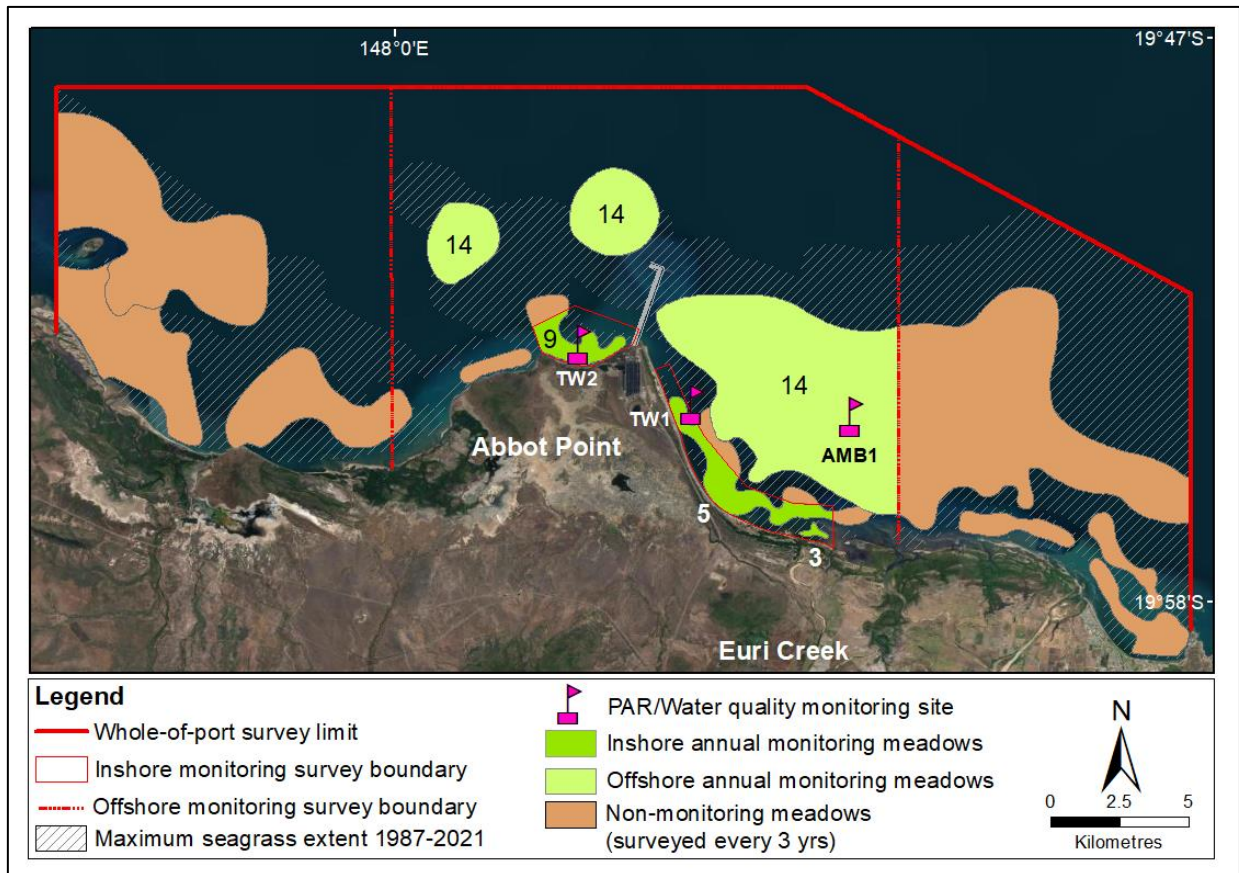 148°0'E
19°47'S
14
14
9
TW2
14
TW1
AMB1
Abbot Point
5
3
19°58'S
Euri Creek
Legend
Whole-of-port survey limit
Inshore monitoring survey boundary
Offshore monitoring survey boundary
Maximum seagrass extent 1987-2021
PAR/Water quality monitoring site
Inshore annual monitoring meadows
Offshore annual monitoring meadows
Non-monitoring meadows
(surveyed every 3 yrs)
N
0 2.5 5
Kilometres